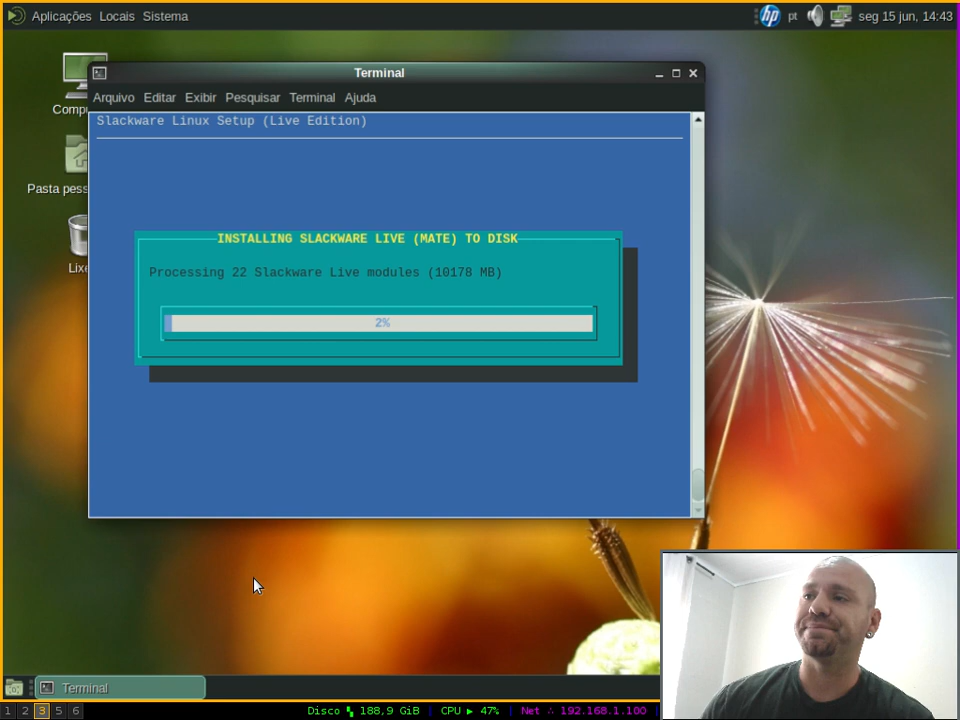 Aplicações Locais Sistema
hp pt seg 15 jun, 14:43
Terminal
Arquivo Editar Exibir Pesquisar Terminal Ajuda
Slackware Linux Setup (Live Edition)
Compu
Pasta pess
Lixe
INSTALLING SLACKWARE LIVE (MATE) TO DISK
Processing 22 Slackware Live modules (10178 MB)
2%
Terminal
1 2 3 5 6 Disco 188,9 GiB | CPU ▶ 47% | Net ∴ 192.168.1.100 |